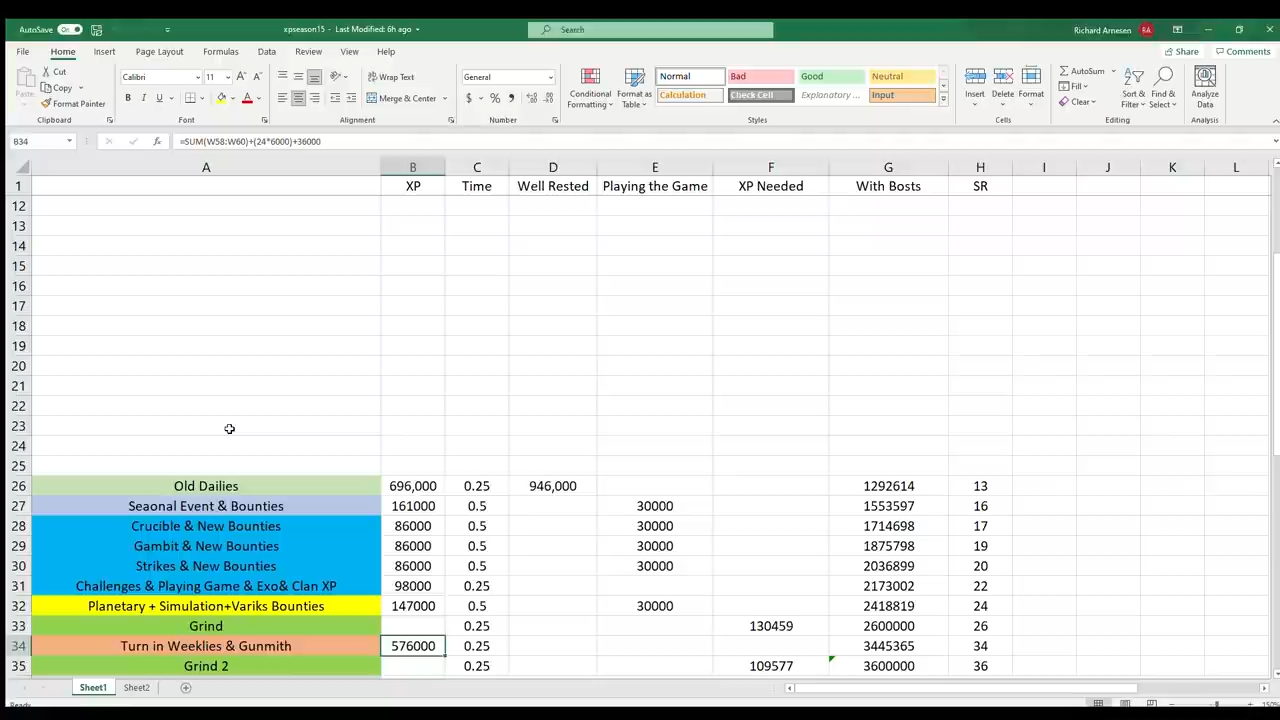 AutoSave On xpseason15 - Last Modified: 6h ago Search Richard Arnesen RA
File Home Insert Page Layout Formulas Data Review View Help Share Comments
Cut Calibri 11 Wrap Text General Normal Bad Good Neutral AutoSum
Paste Copy Fill
Format Painter B I U Merge & Center $ % Conditional Formatting Format as Table Calculation Check Cell Explanatory ... Input Insert Delete Format Clear Sort & Filter Find & Select Analyze Data
Clipboard Font Alignment Number Styles Cells Editing Analysis
B34 fx =SUM(W58:W60)+(24*6000)+36000
A B C D E F G H I J K L
1 XP Time Well Rested Playing the Game XP Needed With Bosts SR
12
13
14
15
16
17
18
19
20
21
22
23
24
25
26 Old Dailies 696,000 0.25 946,000 1292614 13
27 Seaonal Event & Bounties 161000 0.5 30000 1553597 16
28 Crucible & New Bounties 86000 0.5 30000 1714698 17
29 Gambit & New Bounties 86000 0.5 30000 1875798 19
30 Strikes & New Bounties 86000 0.5 30000 2036899 20
31 Challenges & Playing Game & Exo& Clan XP 98000 0.25 2173002 22
32 Planetary + Simulation+Variks Bounties 147000 0.5 30000 2418819 24
33 Grind 0.25 130459 2600000 26
34 Turn in Weeklies & Gunmith 576000 0.25 3445365 34
35 Grind 2 0.25 109577 3600000 36
Sheet1 Sheet2
Ready 150%